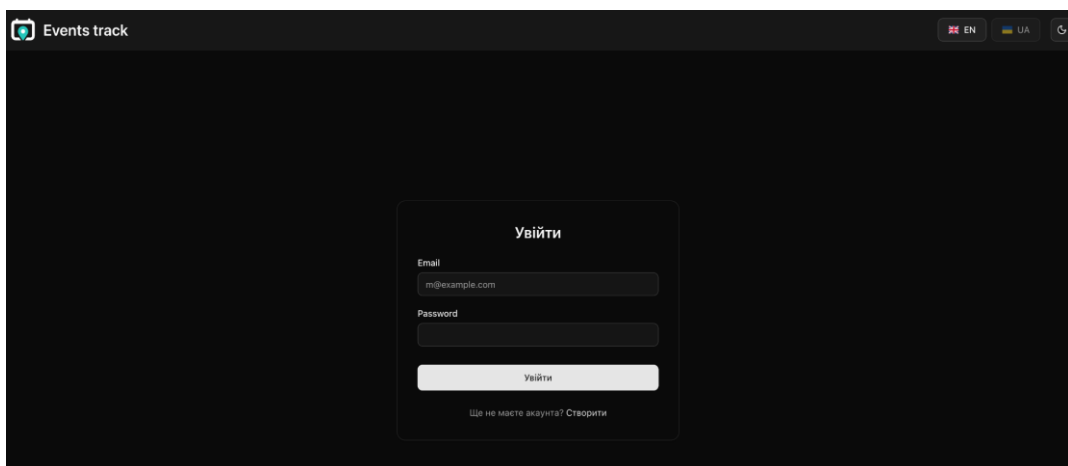 Events track
EN
UA
Увійти
Email
m@example.com
Password
Увійти
Ще не маєте акаунта? Створити